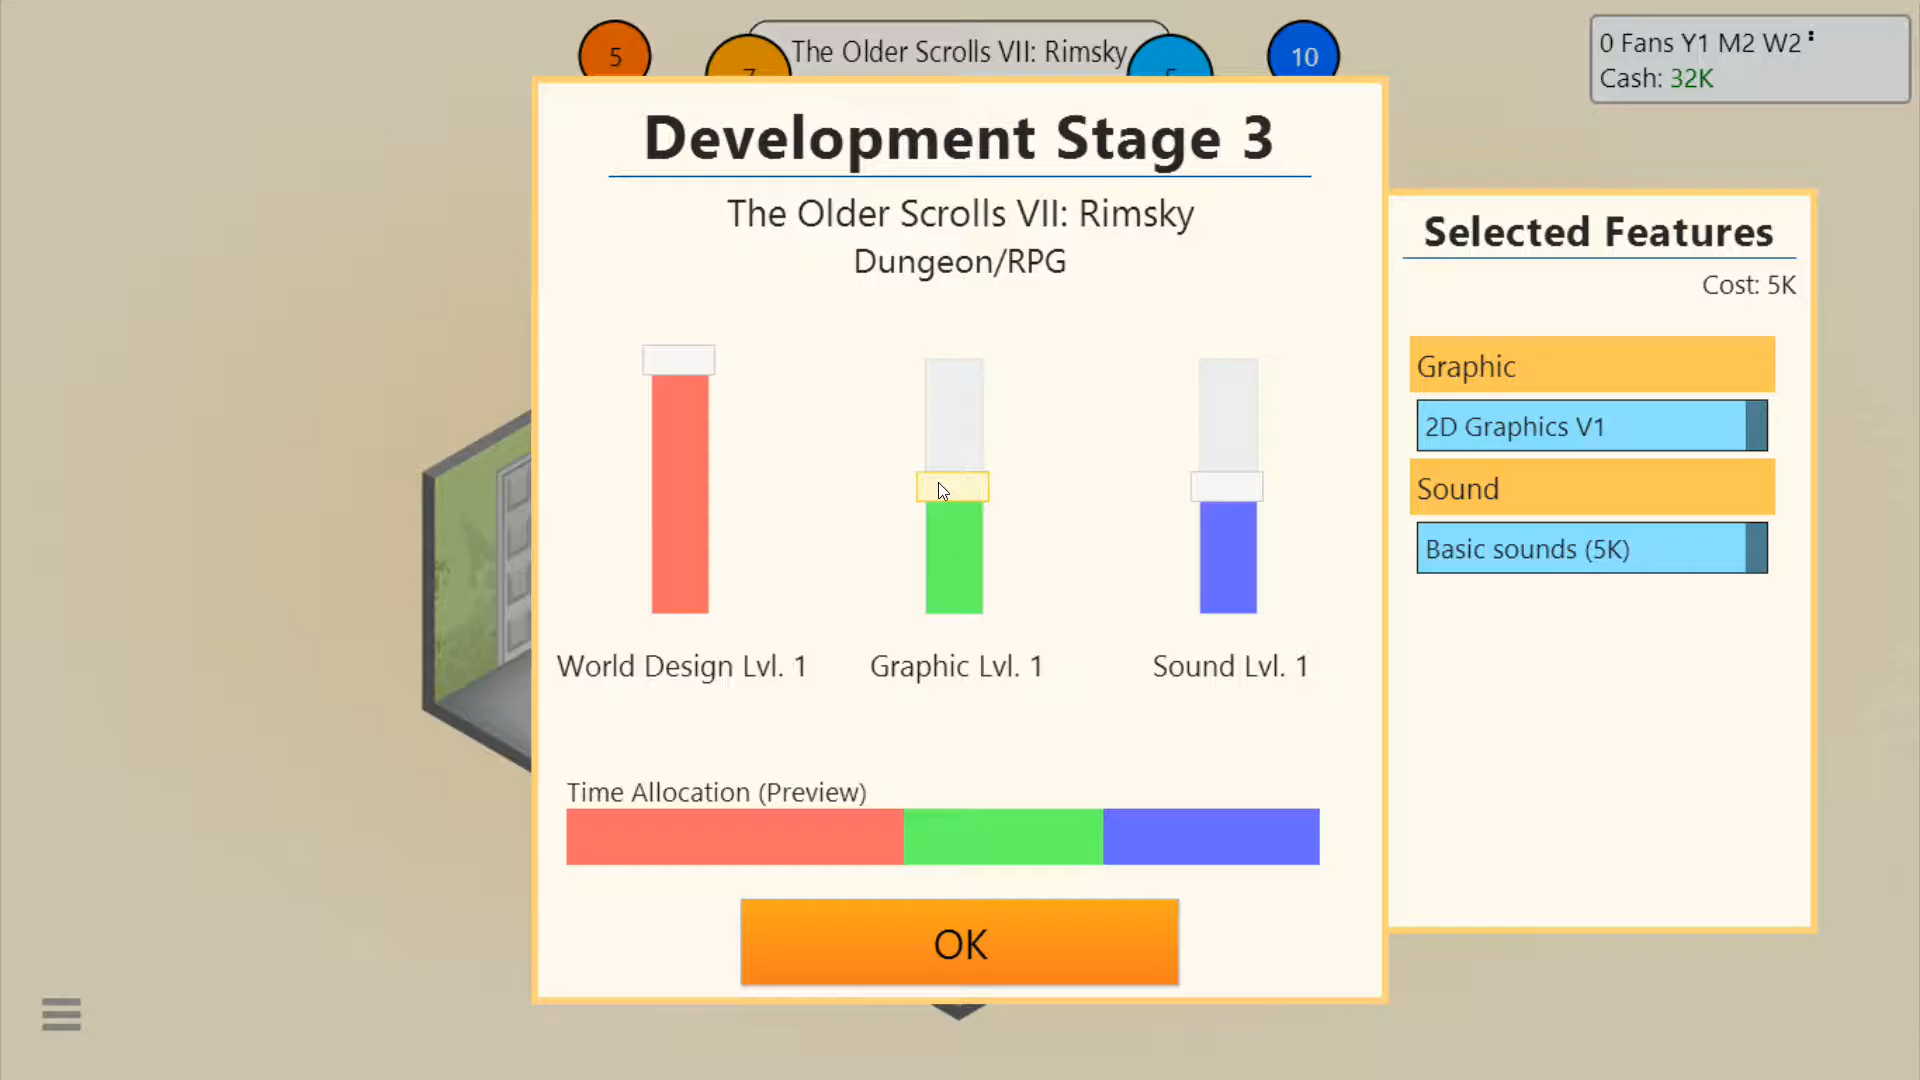 5
7
The Older Scrolls VII: Rimsky
5
10
0 Fans Y1 M2 W2
Cash: 32K
Development Stage 3
The Older Scrolls VII: Rimsky
Dungeon/RPG
World Design Lvl. 1
Graphic Lvl. 1
Sound Lvl. 1
Time Allocation (Preview)
OK
Selected Features
Cost: 5K
Graphic
2D Graphics V1
Sound
Basic sounds (5K)